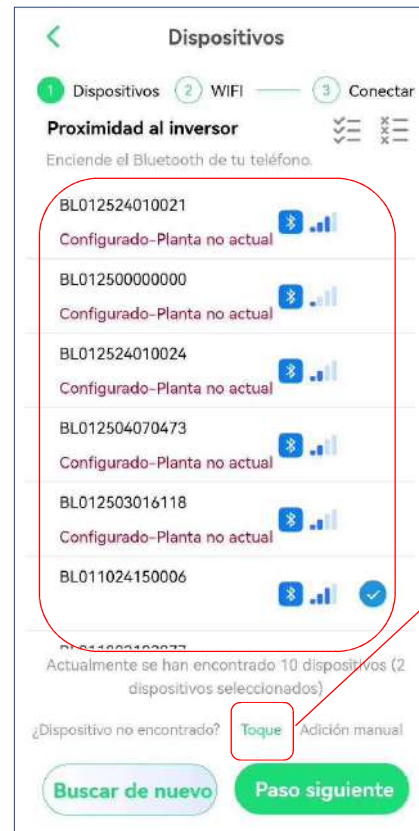 Dispositivos
1 Dispositivos 2 WIFI 3 Conectar
Proximidad al inversor
Enciende el Bluetooth de tu teléfono.
BL012524010021
Configurado-Planta no actual
BL012500000000
Configurado-Planta no actual
BL012524010024
Configurado-Planta no actual
BL012504070473
Configurado-Planta no actual
BL012503016118
Configurado-Planta no actual
BL011024150006
Actualmente se han encontrado 10 dispositivos (2
dispositivos seleccionados)
¿Dispositivo no encontrado? Toque Adición manual
Buscar de nuevo Paso siguiente